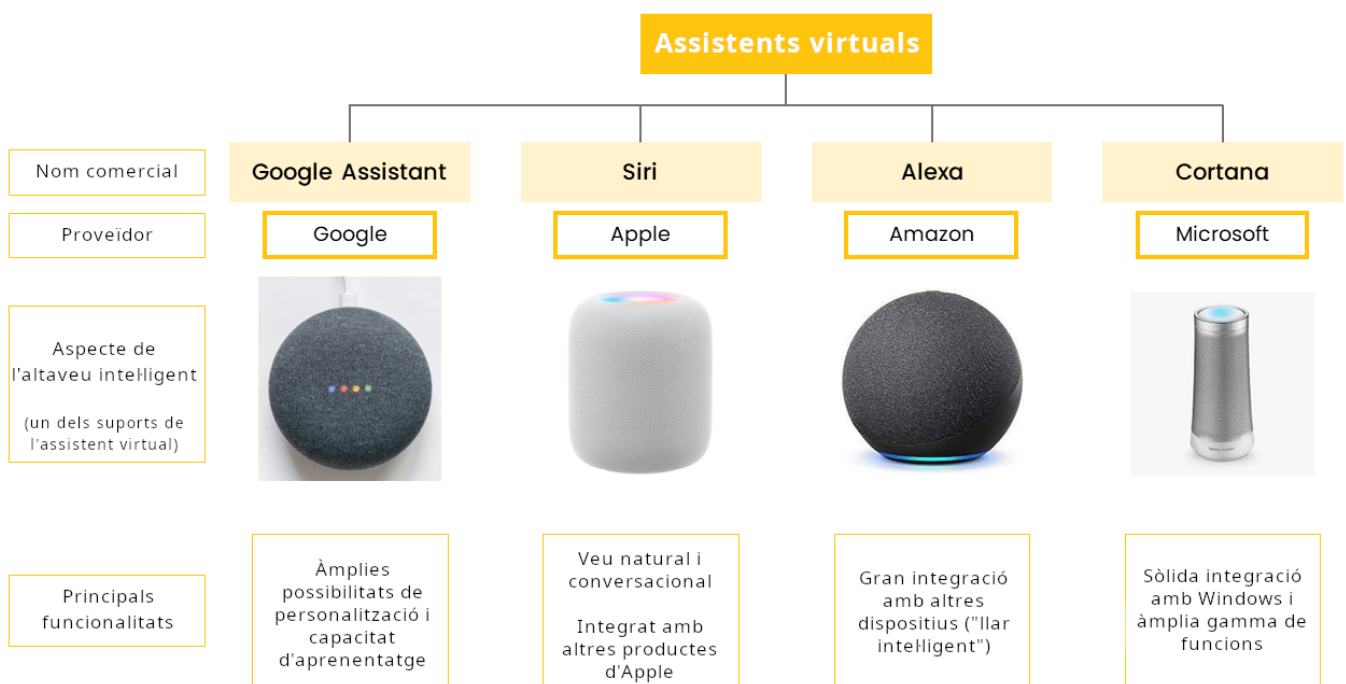 Assistents virtuals
Nom comercial
Google Assistant
Siri
Alexa
Cortana
Proveïdor
Google
Apple
Amazon
Microsoft
Aspecte de
l'altaveu intel·ligent
(un dels suports de
l'assistent virtual)
Principals
funcionalitats
Àmplies
possibilitats de
personalització i
capacitat
d'aprenentatge
Veu natural i
conversacional
Integrat amb
altres productes
d'Apple
Gran integració
amb altres
dispositius ("llar
intel·ligent")
Sòlida integració
amb Windows i
àmplia gamma de
funcions